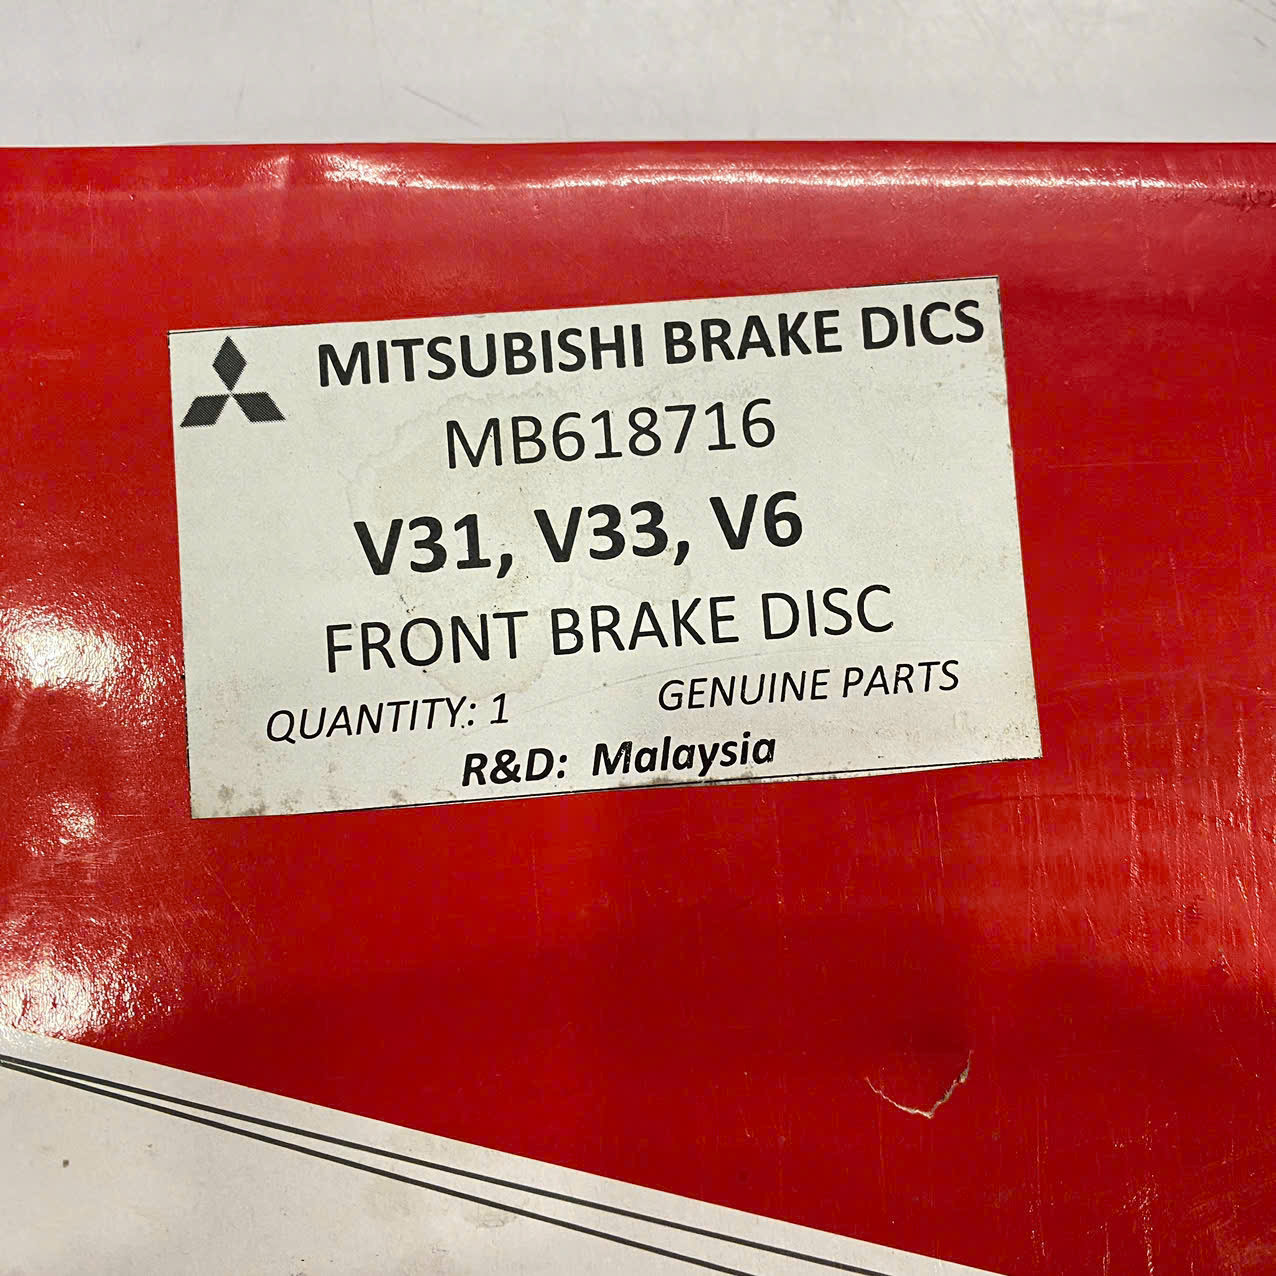 MITSUBISHI BRAKE DICS
MB618716
V31, V33, V6
FRONT BRAKE DISC
QUANTITY: 1 GENUINE PARTS
R&D: Malaysia